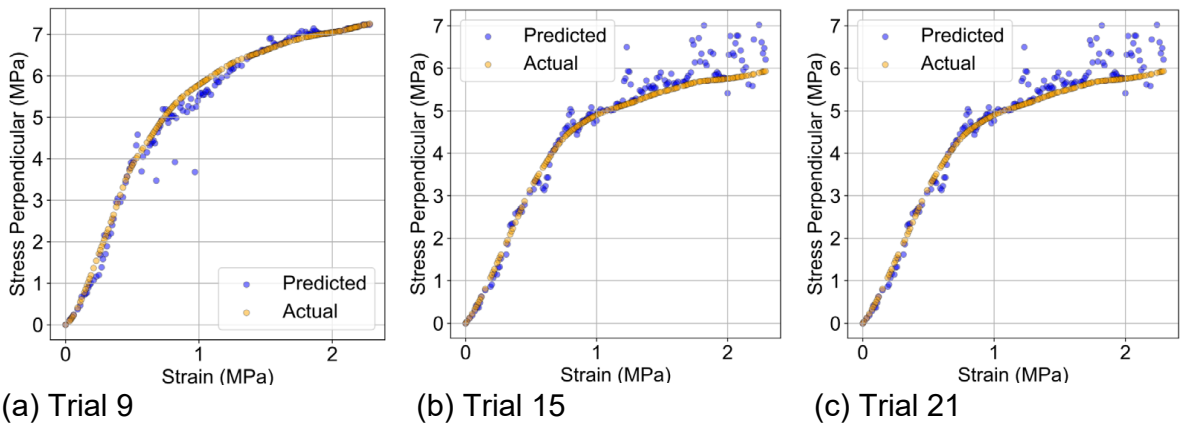 Stress Perpendicular (MPa)
7
6
5
4
3
2
1
0
0 1 2
Strain (MPa)
Predicted
Actual
(a) Trial 9
Stress Perpendicular (MPa)
7
6
5
4
3
2
1
0
0 1 2
Strain (MPa)
Predicted
Actual
(b) Trial 15
Stress Perpendicular (MPa)
7
6
5
4
3
2
1
0
0 1 2
Strain (MPa)
Predicted
Actual
(c) Trial 21